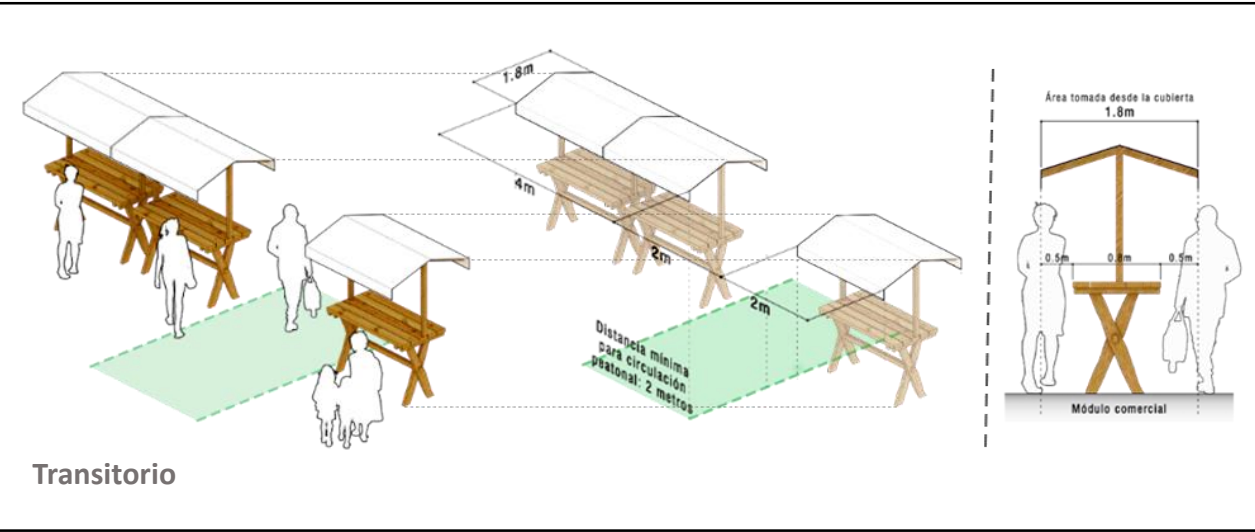 1.8m
4m
2m
2m
Distancia mínima
para circulación
peatonal: 2 metros
Área tomada desde la cubierta
1.8m
0.5m
0.8m
0.5m
Módulo comercial
Transitorio